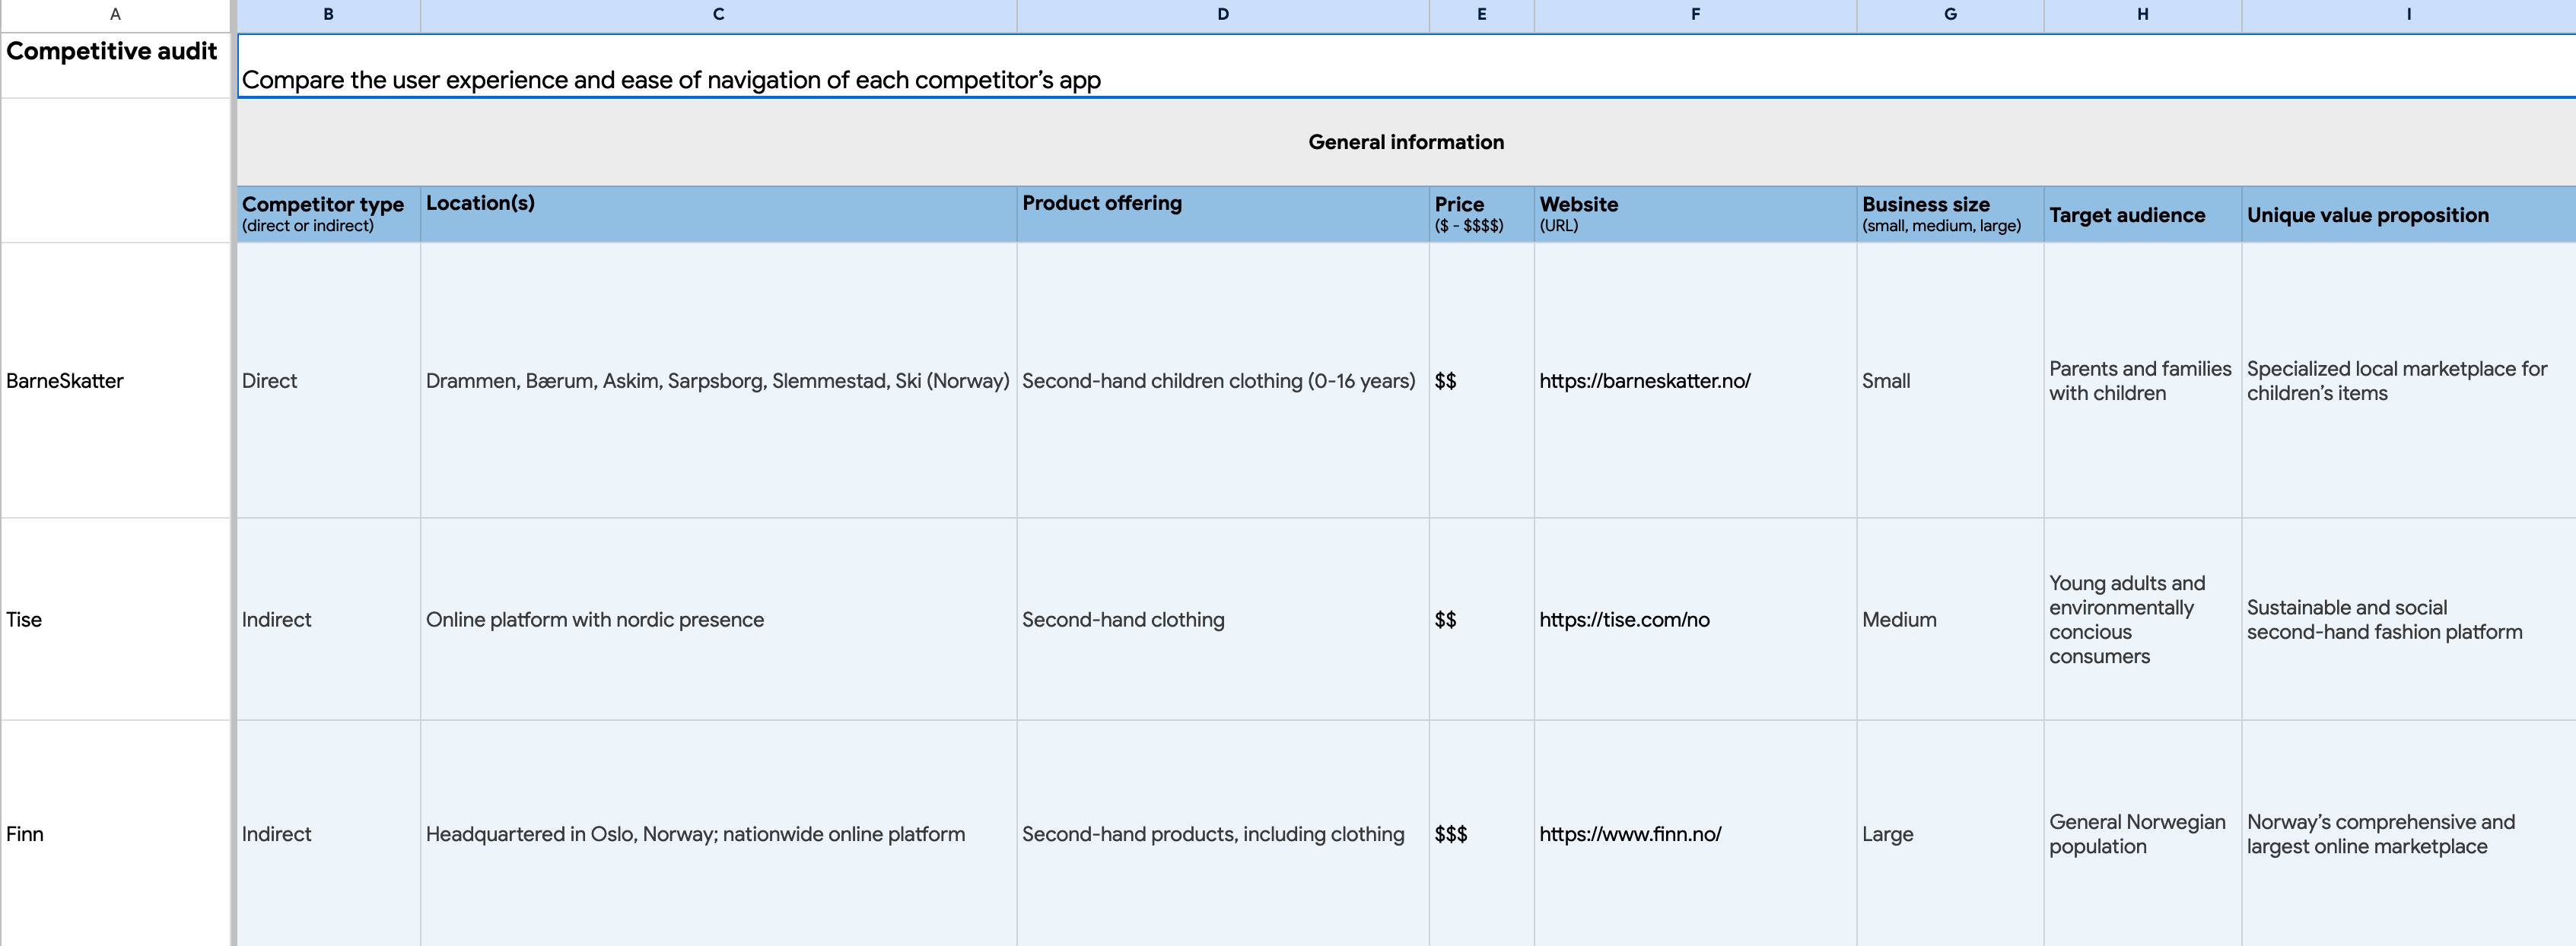 A B C D E F G H I
Competitive audit
Compare the user experience and ease of navigation of each competitor’s app
General information
Competitor type
(direct or indirect)
Location(s)
Product offering
Price
($ - $$$$)
Website
(URL)
Business size
(small, medium, large)
Target audience
Unique value proposition
BarneSkatter
Direct
Drammen, Bærum, Askim, Sarpsborg, Slemmestad, Ski (Norway)
Second-hand children clothing (0-16 years)
$$
https://barneskatter.no/
Small
Parents and families
with children
Specialized local marketplace for
children’s items
Tise
Indirect
Online platform with nordic presence
Second-hand clothing
$$
https://tise.com/no
Medium
Young adults and
environmentally
concious
consumers
Sustainable and social
second-hand fashion platform
Finn
Indirect
Headquartered in Oslo, Norway; nationwide online platform
Second-hand products, including clothing
$$$
https://www.finn.no/
Large
General Norwegian
population
Norway’s comprehensive and
largest online marketplace